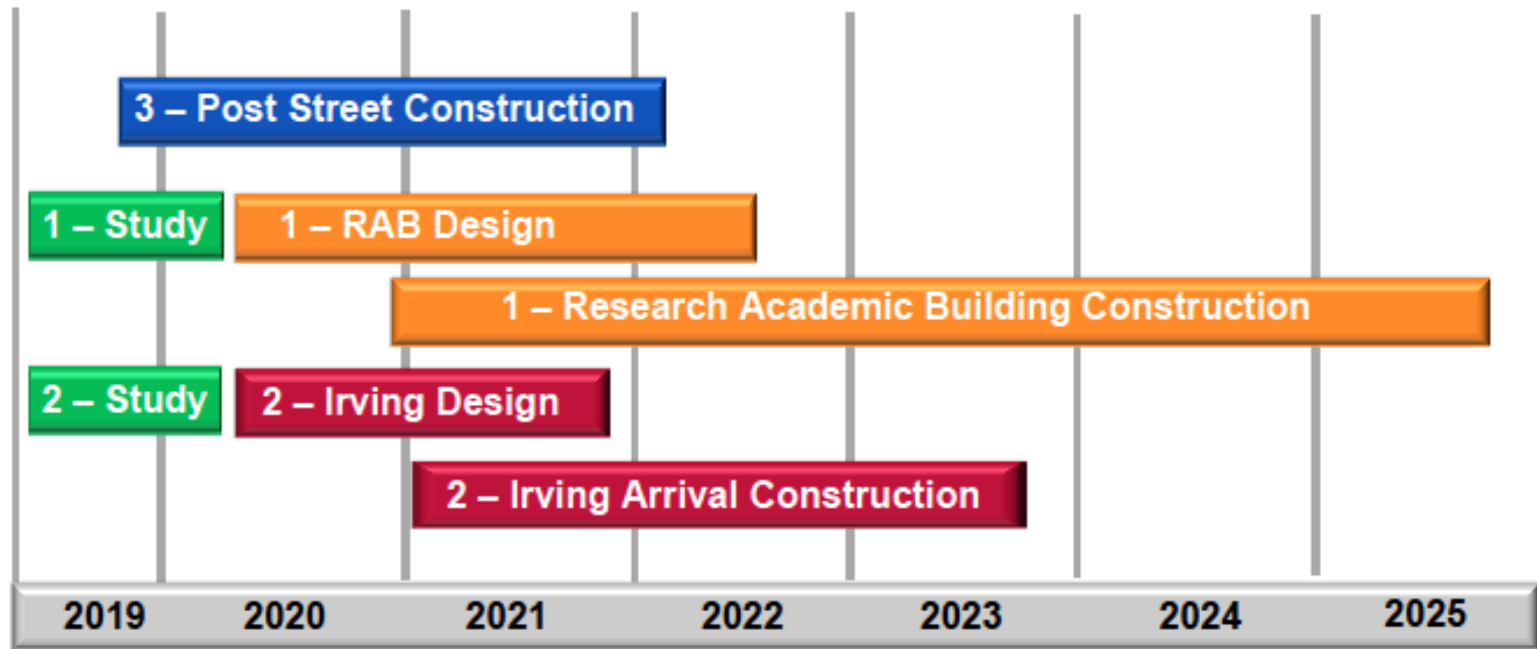 3 – Post Street Construction
1 – Study
1 – RAB Design
1 – Research Academic Building Construction
2 – Study
2 – Irving Design
2 – Irving Arrival Construction
2019 2020 2021 2022 2023 2024 2025